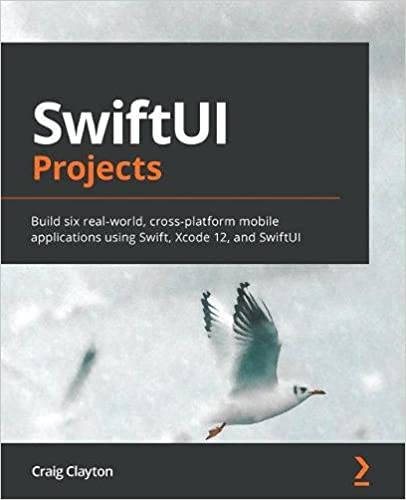 SwiftUI
Projects
Build six real-world, cross-platform mobile
applications using Swift, Xcode 12, and SwiftUI
Craig Clayton